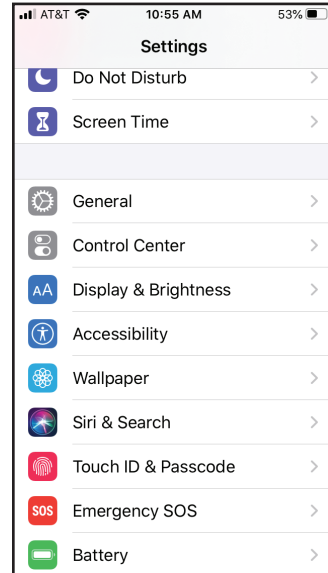 AT&T 10:55 AM 53%
Settings
Do Not Disturb
Screen Time
General
Control Center
AA Display & Brightness
Accessibility
Wallpaper
Siri & Search
Touch ID & Passcode
SOS Emergency SOS
Battery